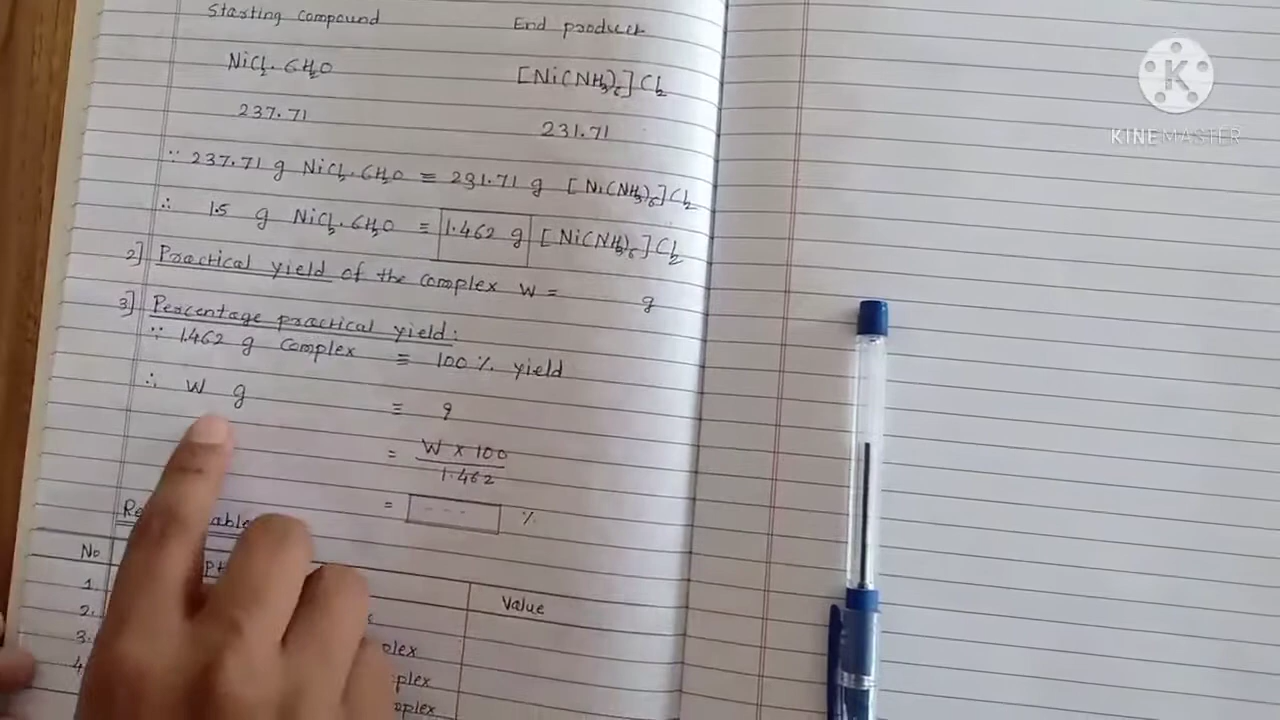 Starting compound End product
NiCl2.6H2O [Ni(NH3)6]Cl2
237.71 231.71
∵ 237.71 g NiCl2.6H2O ≡ 231.71 g [Ni(NH3)6]Cl2
∴ 1.5 g NiCl2.6H2O ≡ 1.462 g [Ni(NH3)6]Cl2
2] Practical yield of the complex W = g
3] Percentage practical yield:
∵ 1.462 g complex ≡ 100 % yield
∴ W g ≡ ?
= W x 100
1.462
= --- %
No Value
1.
2.
3. plex
4. plex
plex
K
KINEMASTER